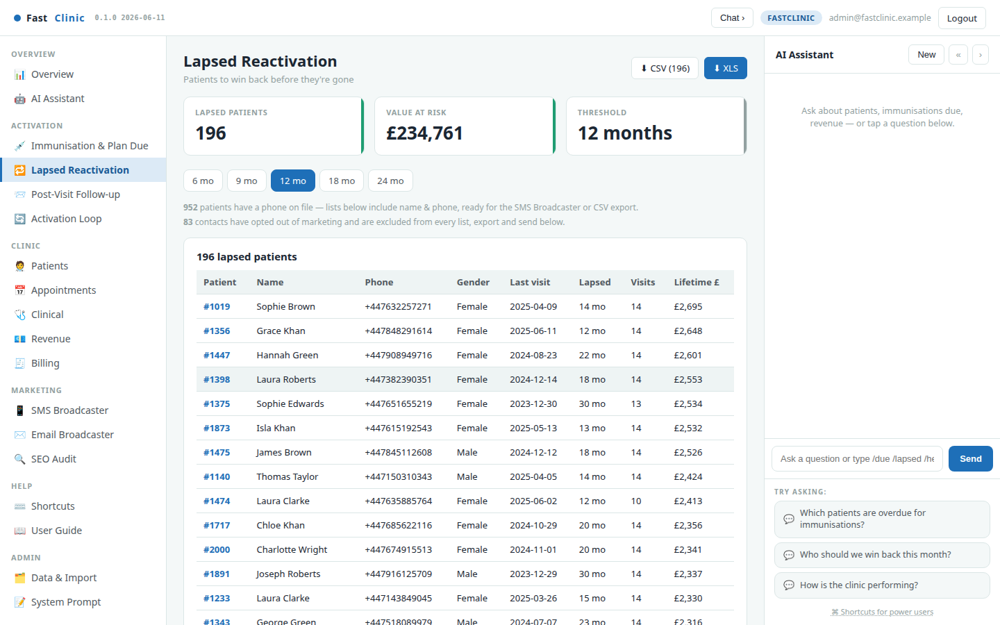 Fast Clinic 0.1.0 2026-06-11
Chat ›
FASTCLINIC
admin@fastclinic.example
Logout
OVERVIEW
Overview
AI Assistant
ACTIVATION
Immunisation & Plan Due
Lapsed Reactivation
Post-Visit Follow-up
Activation Loop
CLINIC
Patients
Appointments
Clinical
Revenue
Billing
MARKETING
SMS Broadcaster
Email Broadcaster
SEO Audit
HELP
Shortcuts
User Guide
ADMIN
Data & Import
System Prompt
Lapsed Reactivation
Patients to win back before they're gone
⬇ CSV (196)
⬇ XLS
LAPSED PATIENTS
196
VALUE AT RISK
£234,761
THRESHOLD
12 months
6 mo
9 mo
12 mo
18 mo
24 mo
952 patients have a phone on file — lists below include name & phone, ready for the SMS Broadcaster or CSV export.
83 contacts have opted out of marketing and are excluded from every list, export and send below.
196 lapsed patients
Patient Name Phone Gender Last visit Lapsed Visits Lifetime £
#1019 Sophie Brown +447632257271 Female 2025-04-09 14 mo 14 £2,695
#1356 Grace Khan +447848291614 Female 2025-06-11 12 mo 14 £2,648
#1447 Hannah Green +447908949716 Female 2024-08-23 22 mo 14 £2,601
#1398 Laura Roberts +447382390351 Female 2024-12-14 18 mo 14 £2,553
#1375 Sophie Edwards +447651655219 Female 2023-12-30 30 mo 13 £2,534
#1873 Isla Khan +447615192543 Female 2025-05-13 13 mo 14 £2,532
#1475 James Brown +447845112608 Male 2024-12-12 18 mo 14 £2,526
#1140 Thomas Taylor +447150310343 Male 2025-04-05 14 mo 14 £2,424
#1474 Laura Clarke +447635885764 Female 2025-06-02 12 mo 10 £2,413
#1717 Chloe Khan +447685622116 Female 2024-10-29 20 mo 14 £2,356
#2000 Charlotte Wright +447674915513 Female 2024-11-01 20 mo 14 £2,341
#1891 Joseph Roberts +447916125709 Male 2023-12-29 30 mo 14 £2,337
#1233 Laura Clarke +447143849045 Female 2025-03-26 15 mo 14 £2,330
#1343 George Green +447518089979 Male 2024-07-07 23 mo 14 £2,316
AI Assistant
New
«
›
Ask about patients, immunisations due,
revenue — or tap a question below.
Ask a question or type /due /lapsed /he
Send
TRY ASKING:
Which patients are overdue for
immunisations?
Who should we win back this month?
How is the clinic performing?
⌘ Shortcuts for power users